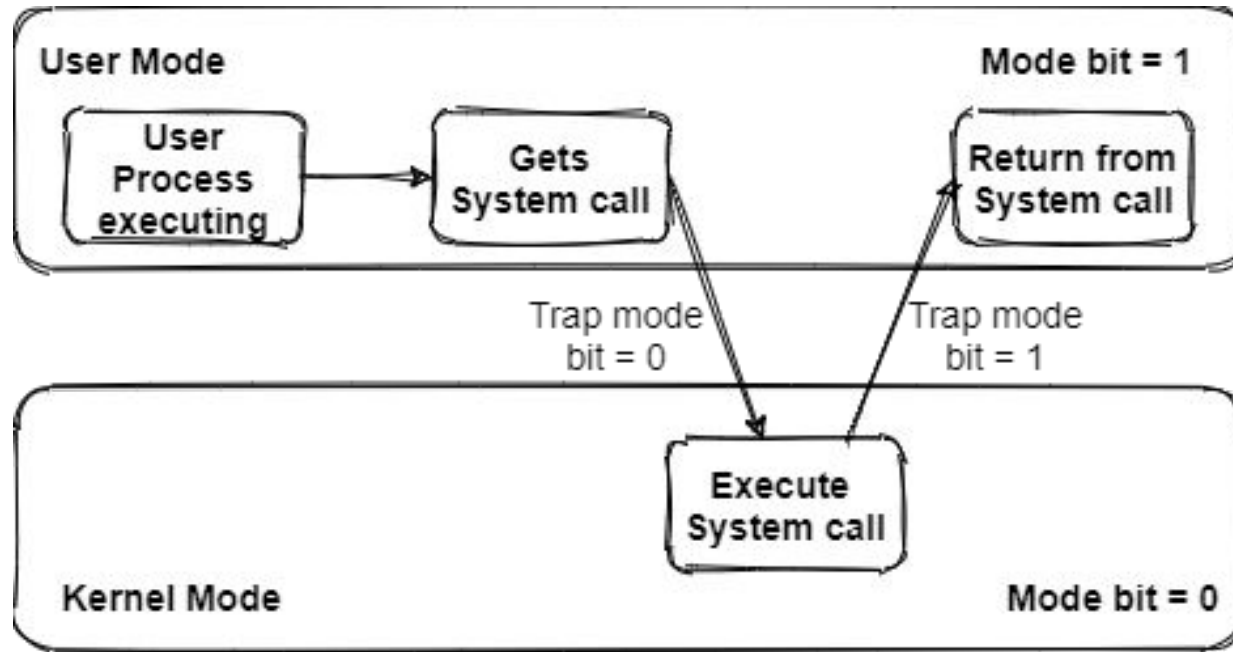 User Mode
Mode bit = 1
User
Process
executing
Gets
System call
Return from
System call
Trap mode
bit = 0
Trap mode
bit = 1
Execute
System call
Kernel Mode
Mode bit = 0